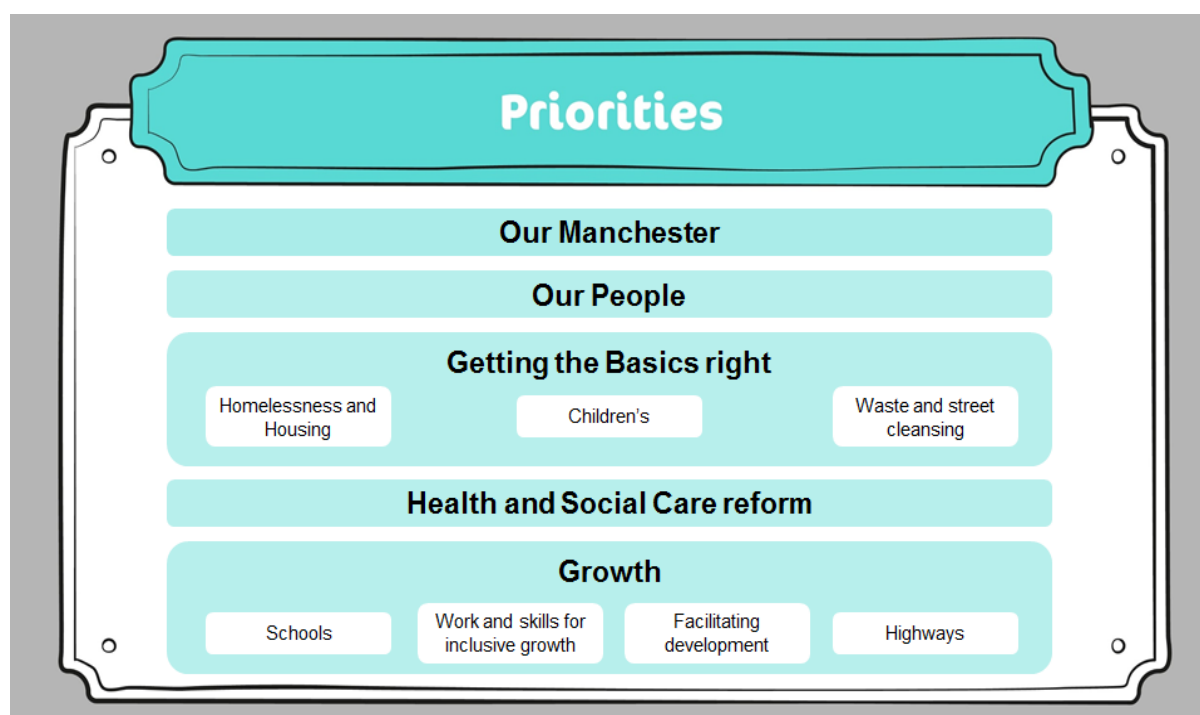 Priorities
Our Manchester
Our People
Getting the Basics right
Homelessness and
Housing
Children's
Waste and street
cleansing
Health and Social Care reform
Growth
Schools
Work and skills for
inclusive growth
Facilitating
development
Highways